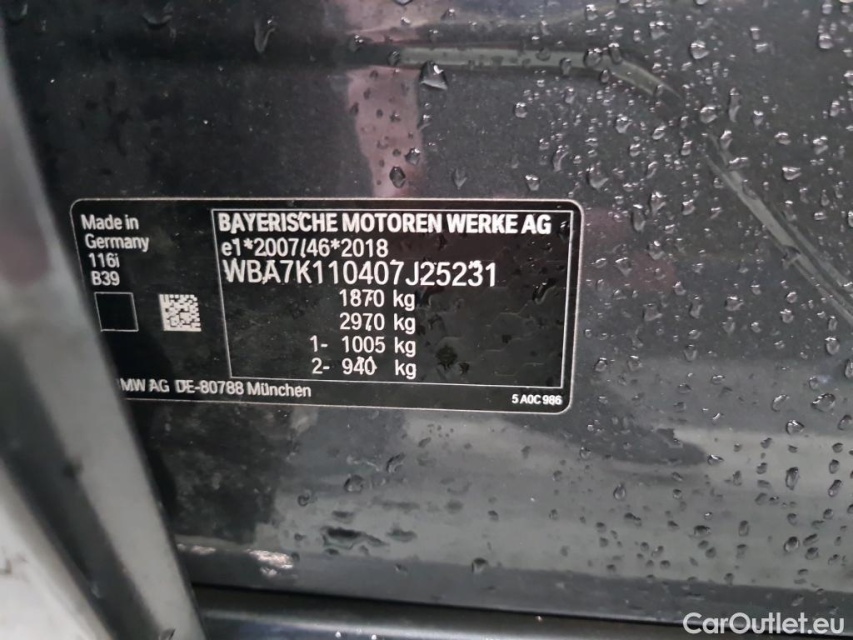 Made in
Germany
116i
B39
BAYERISCHE MOTOREN WERKE AG
e1*2007/46*2018
WBA7K110407J25231
1870 kg
2970 kg
1- 1005 kg
2- 940 kg
MW AG DE-80788 München
5 A0C 986
CarOutlet.eu